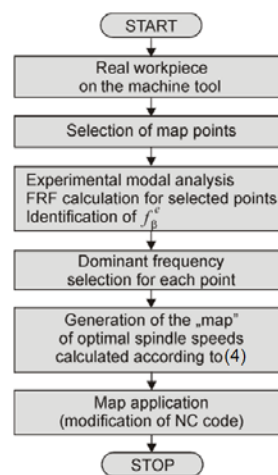 START
Real workpiece
on the machine tool
Selection of map points
Experimental modal analysis
FRF calculation for selected points
Identification of f_β^e
Dominant frequency
selection for each point
Generation of the „map”
of optimal spindle speeds
calculated according to (4)
Map application
(modification of NC code)
STOP